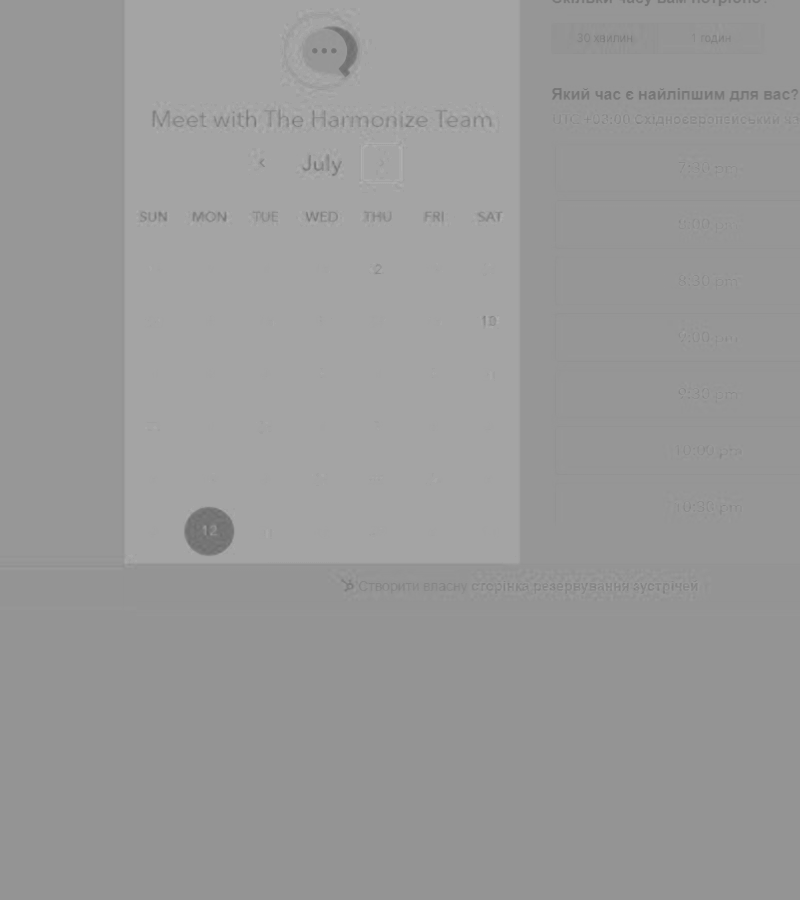 Скільки часу вам потрібно?
30 хвилин 1 годин
Meet with The Harmonize Team
Який час є найліпшим для вас?
UTC +02:00 Східноєвропейський
July
SUN MON TUE WED THU FRI SAT
2
12
7:30 pm
8:00 pm
8:30 pm
9:00 pm
9:30 pm
10:00 pm
10:30 pm
Створити власну сторінка резервування зустрічей